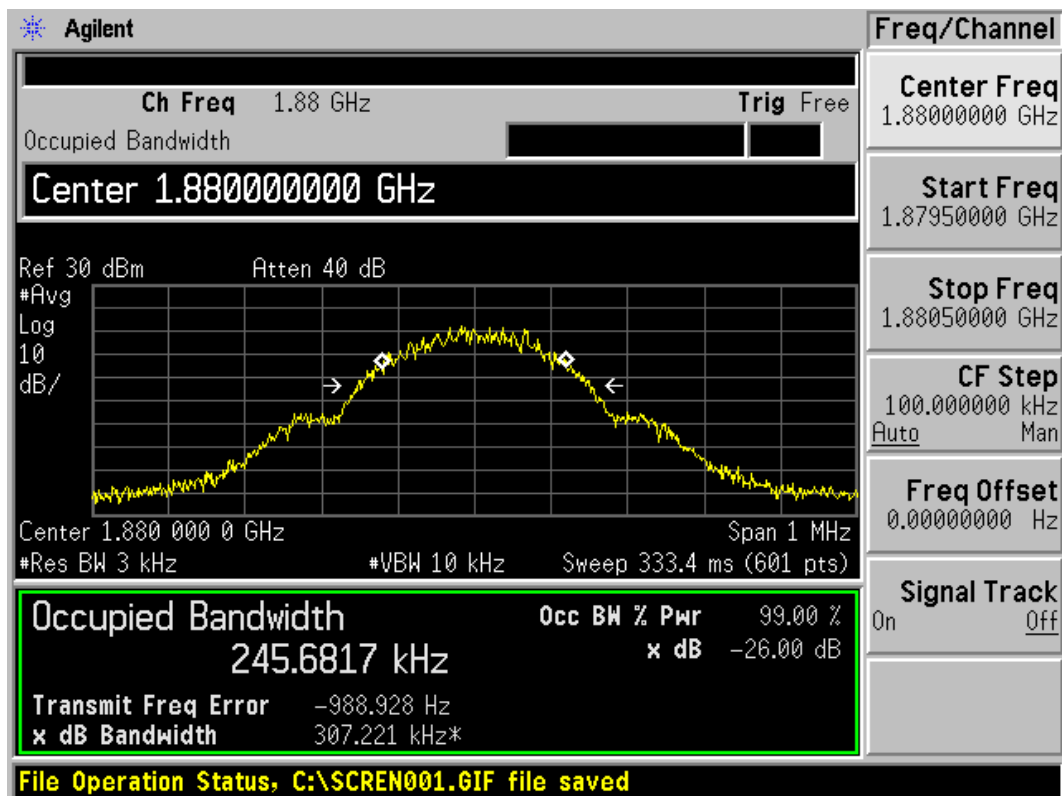 Agilent
Freq/Channel
Ch Freq 1.88 GHz Trig Free
Occupied Bandwidth
Center 1.880000000 GHz
Ref 30 dBm Atten 40 dB
#Avg
Log
10
dB/
Center 1.880 000 0 GHz Span 1 MHz
#Res BW 3 kHz #VBW 10 kHz Sweep 333.4 ms (601 pts)
Occupied Bandwidth
245.6817 kHz
Occ BW % Pwr 99.00 %
x dB -26.00 dB
Transmit Freq Error -988.928 Hz
x dB Bandwidth 307.221 kHz*
File Operation Status, C:\SCREN001.GIF file saved
Center Freq
1.88000000 GHz
Start Freq
1.87950000 GHz
Stop Freq
1.88050000 GHz
CF Step
100.000000 kHz
Auto Man
Freq Offset
0.00000000 Hz
Signal Track
On Off